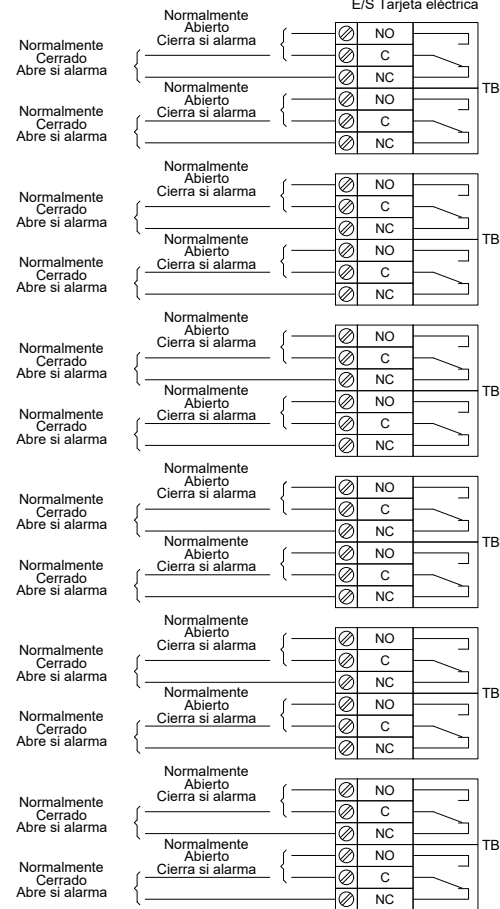 E/S Tarjeta eléctrica
Normalmente
Abierto
Cierra si alarma
Normalmente
Cerrado
Abre si alarma
NO
C
NC
Normalmente
Abierto
Cierra si alarma
Normalmente
Cerrado
Abre si alarma
NO
C
NC
TB
Normalmente
Abierto
Cierra si alarma
Normalmente
Cerrado
Abre si alarma
NO
C
NC
Normalmente
Abierto
Cierra si alarma
Normalmente
Cerrado
Abre si alarma
NO
C
NC
TB
Normalmente
Abierto
Cierra si alarma
Normalmente
Cerrado
Abre si alarma
NO
C
NC
Normalmente
Abierto
Cierra si alarma
Normalmente
Cerrado
Abre si alarma
NO
C
NC
TB
Normalmente
Abierto
Cierra si alarma
Normalmente
Cerrado
Abre si alarma
NO
C
NC
Normalmente
Abierto
Cierra si alarma
Normalmente
Cerrado
Abre si alarma
NO
C
NC
TB
Normalmente
Abierto
Cierra si alarma
Normalmente
Cerrado
Abre si alarma
NO
C
NC
Normalmente
Abierto
Cierra si alarma
Normalmente
Cerrado
Abre si alarma
NO
C
NC
TB
Normalmente
Abierto
Cierra si alarma
Normalmente
Cerrado
Abre si alarma
NO
C
NC
Normalmente
Abierto
Cierra si alarma
Normalmente
Cerrado
Abre si alarma
NO
C
NC
TB